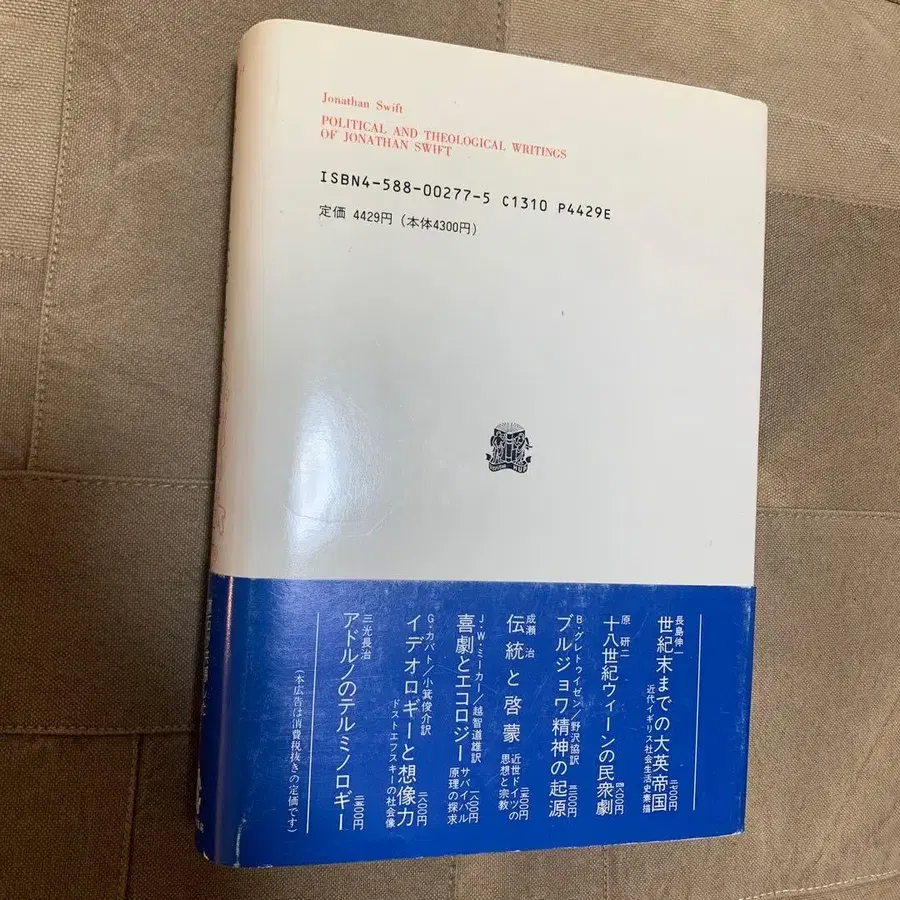 Jonathan Swift
POLITICAL AND THEOLOGICAL WRITINGS
OF JONATHAN SWIFT
ISBN4-588-00277-5 C1310 P4429E
定価 4429円 (本体4300円)
長島伸一
世紀末までの大英帝国
近代イギリス社会生活史素描
原 研二
十八世紀ウィーンの民衆劇
B・グレトゥイゼン/野沢協訳
ブルジョワ精神の起源
成瀬 治
伝統と啓蒙
近世ドイツの
思想と宗教
J・W・ミーカー/越智道雄訳
喜劇とエコロジー
サバイバル
原理の探求
G・カバト/小箕俊介訳
イデオロギーと想像力
ドストエフスキーの社会像
三光長治
アドルノのテルミノロギー
(本広告は消費税抜きの定価です)